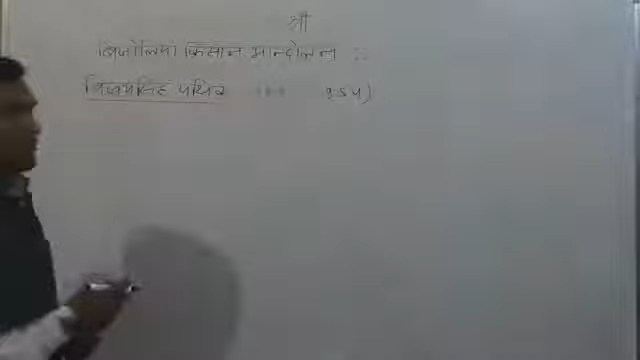 श्री
बिजोलिया किसान आन्दोलन ::
विजयसिंह पथिक